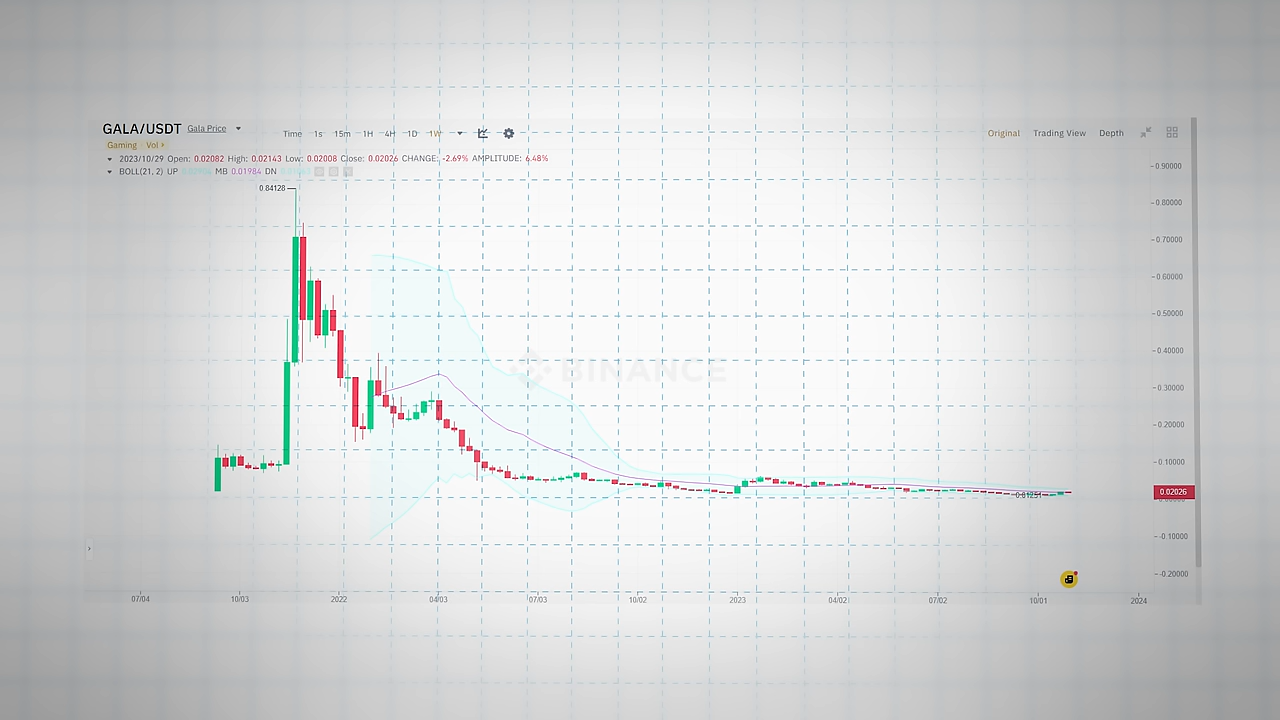 GALA/USDT Gala Price
Time 1s 15m 1H 4H 1D 1W
Original Trading View Depth
Gaming Vol
2023/10/29 Open: 0.02082 High: 0.02143 Low: 0.02008 Close: 0.02026 CHANGE: -2.69% AMPLITUDE: 6.48%
BOLL(21, 2) UP MB 0.01984 DN
0.84128
0.90000
0.80000
0.70000
0.60000
0.50000
0.40000
0.30000
0.20000
0.10000
0.02026
-0.10000
-0.20000
BINANCE
0.01251
07/04 10/03 2022 04/03 07/03 10/02 2023 04/02 07/02 10/01 2024